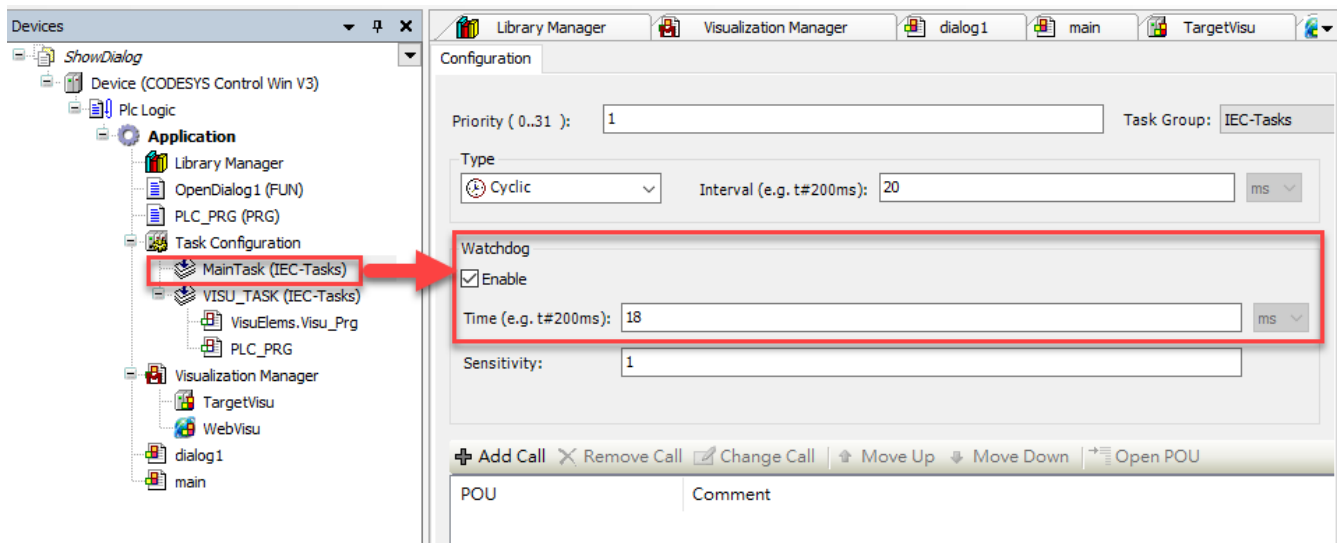 Devices
ShowDialog
Device (CODESYS Control Win V3)
Plc Logic
Application
Library Manager
OpenDialog1 (FUN)
PLC_PRG (PRG)
Task Configuration
MainTask (IEC-Tasks)
VISU_TASK (IEC-Tasks)
VisuElems.Visu_Prg
PLC_PRG
Visualization Manager
TargetVisu
WebVisu
dialog1
main
Library Manager Visualization Manager dialog1 main TargetVisu
Configuration
Priority ( 0..31 ): 1 Task Group: IEC-Tasks
Type
Cyclic Interval (e.g. t#200ms): 20 ms
Watchdog
Enable
Time (e.g. t#200ms): 18 ms
Sensitivity: 1
Add Call Remove Call Change Call Move Up Move Down Open POU
POU Comment